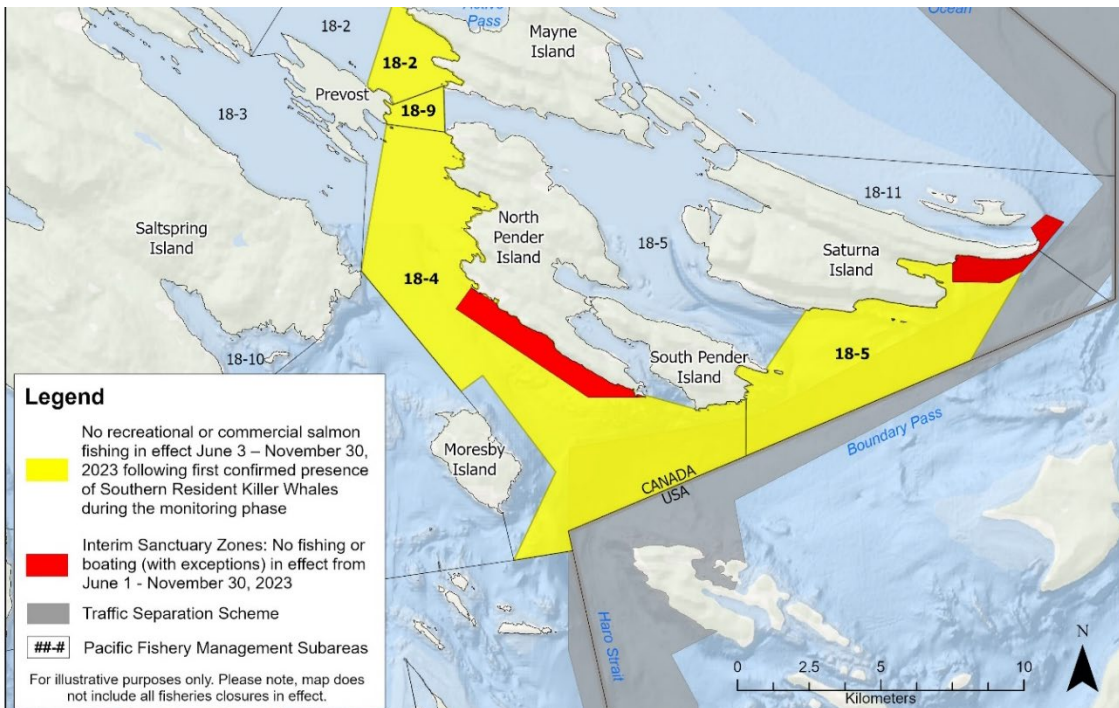 Active
Pass
Ocean
18-2
Mayne
Island
18-2
Prevost
18-9
18-3
18-11
North
Pender
Island
Saltspring
Island
18-5
Saturna
Island
18-4
18-10
South Pender
Island
18-5
Moresby
Island
Boundary Pass
CANADA
USA
Haro Strait
Legend
No recreational or commercial salmon
fishing in effect June 3 – November 30,
2023 following first confirmed presence
of Southern Resident Killer Whales
during the monitoring phase
Interim Sanctuary Zones: No fishing or
boating (with exceptions) in effect from
June 1 - November 30, 2023
Traffic Separation Scheme
##-# Pacific Fishery Management Subareas
For illustrative purposes only. Please note, map does
not include all fisheries closures in effect.
N
0 2.5 5 10
Kilometers